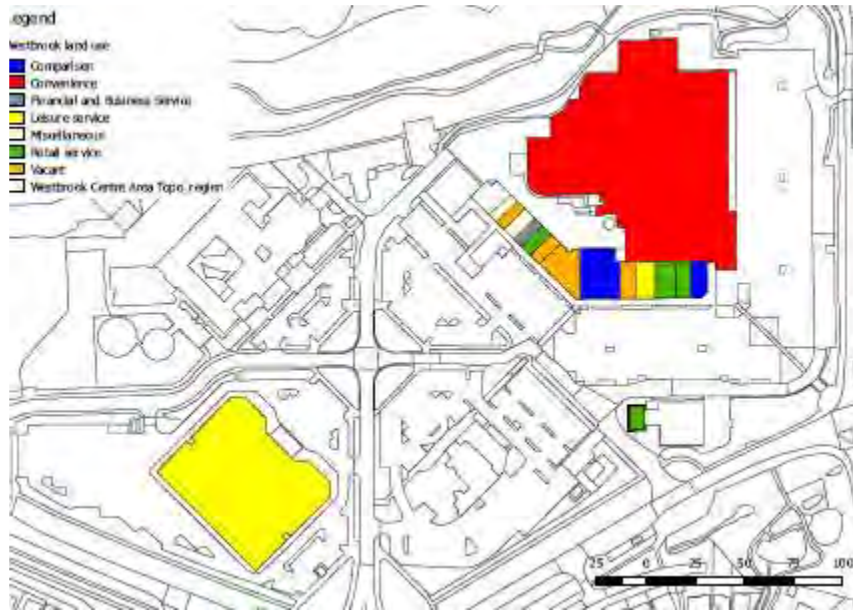 egend
Westbrook land use
Comparison
Convenience
Financial and Business Service
Leisure service
Miscellaneous
Retail service
Vacant
Westbrook Centre Area Topo_region
25 0 25 50 75 100